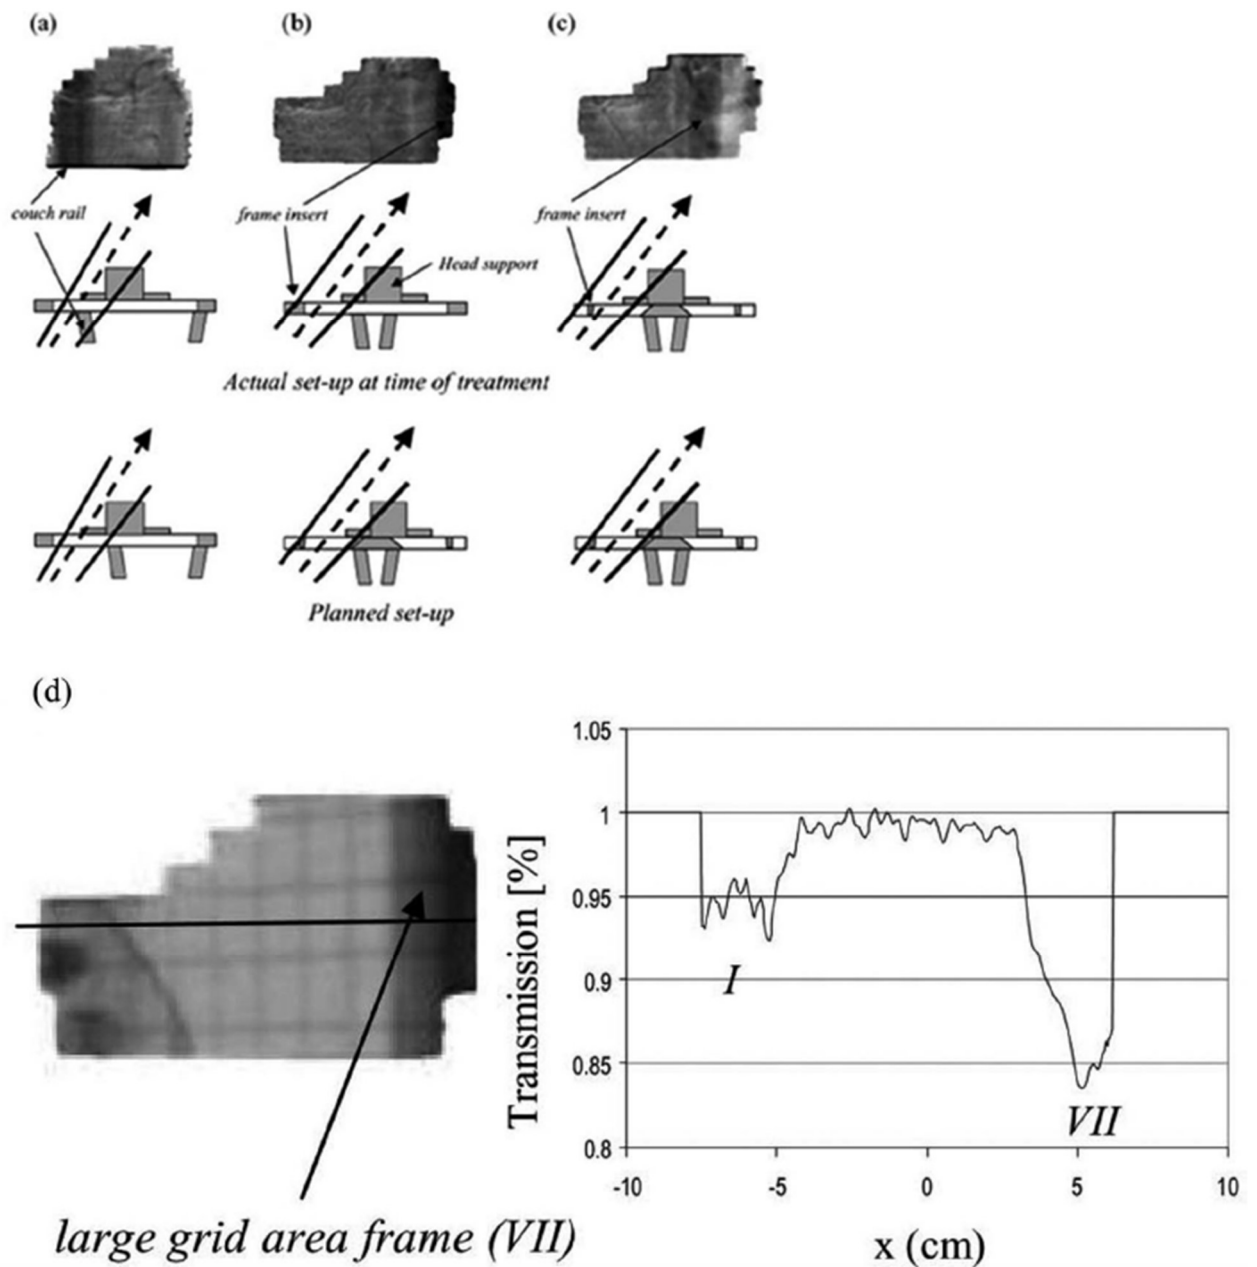 (a)
(b)
(c)
couch rail
frame insert
frame insert
Head support
Actual set-up at time of treatment
Planned set-up
(d)
large grid area frame (VII)
Transmission [%]
1.05
1
0.95
0.9
0.85
0.8
I
VII
-10 -5 0 5 10
x (cm)